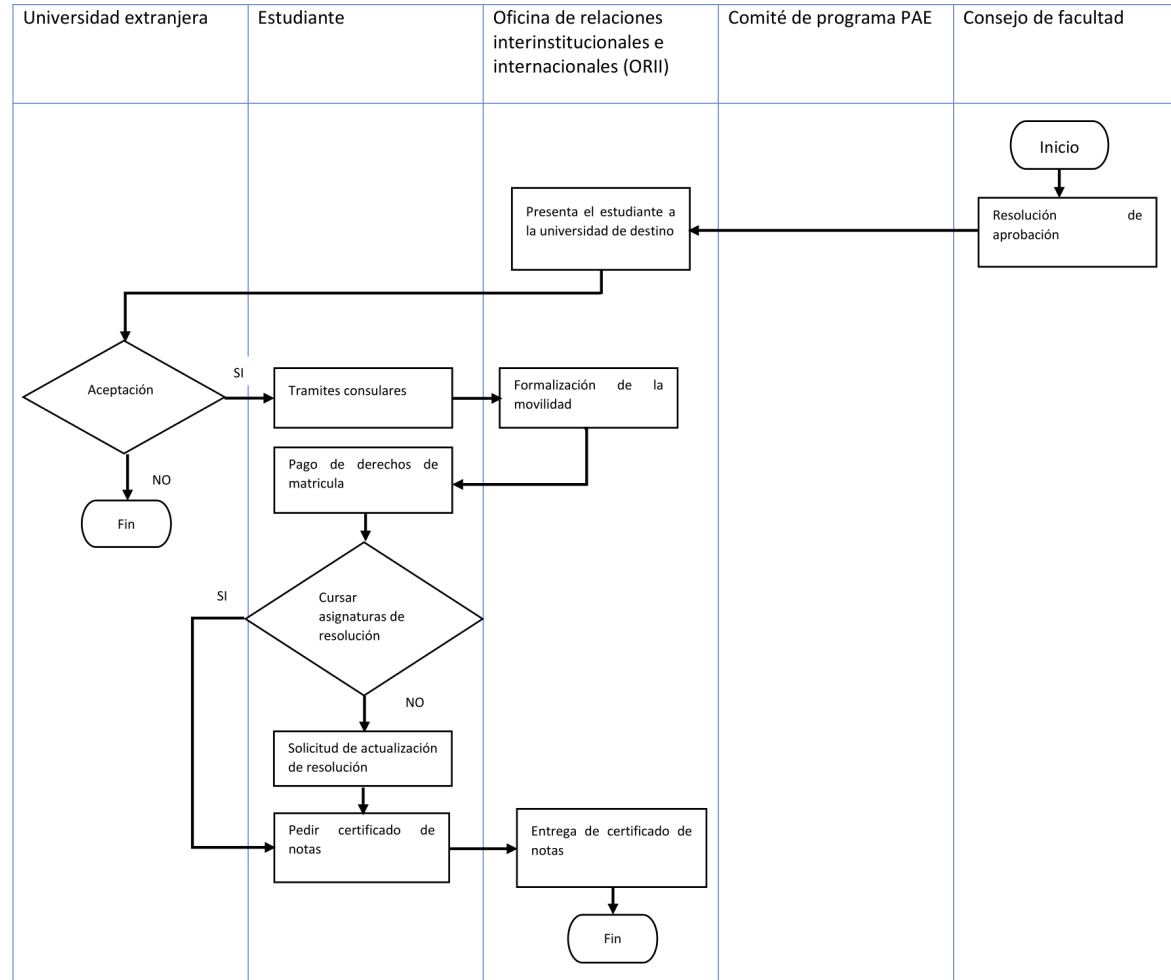 Universidad extranjera
Estudiante
Oficina de relaciones
interinstitucionales e
internacionales (ORII)
Comité de programa PAE
Consejo de facultad
Inicio
Resolución de
aprobación
Presenta el estudiante a
la universidad de destino
Aceptación
SI
Tramites consulares
Formalización de la
movilidad
NO
Fin
Pago de derechos de
matricula
SI
Cursar
asignaturas de
resolución
NO
Solicitud de actualización
de resolución
Pedir certificado de
notas
Entrega de certificado de
notas
Fin